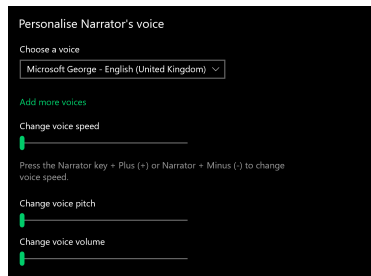 Personalise Narrator's voice
Choose a voice
Microsoft George - English (United Kingdom)
Add more voices
Change voice speed
Press the Narrator key + Plus (+) or Narrator + Minus (-) to change
voice speed.
Change voice pitch
Change voice volume